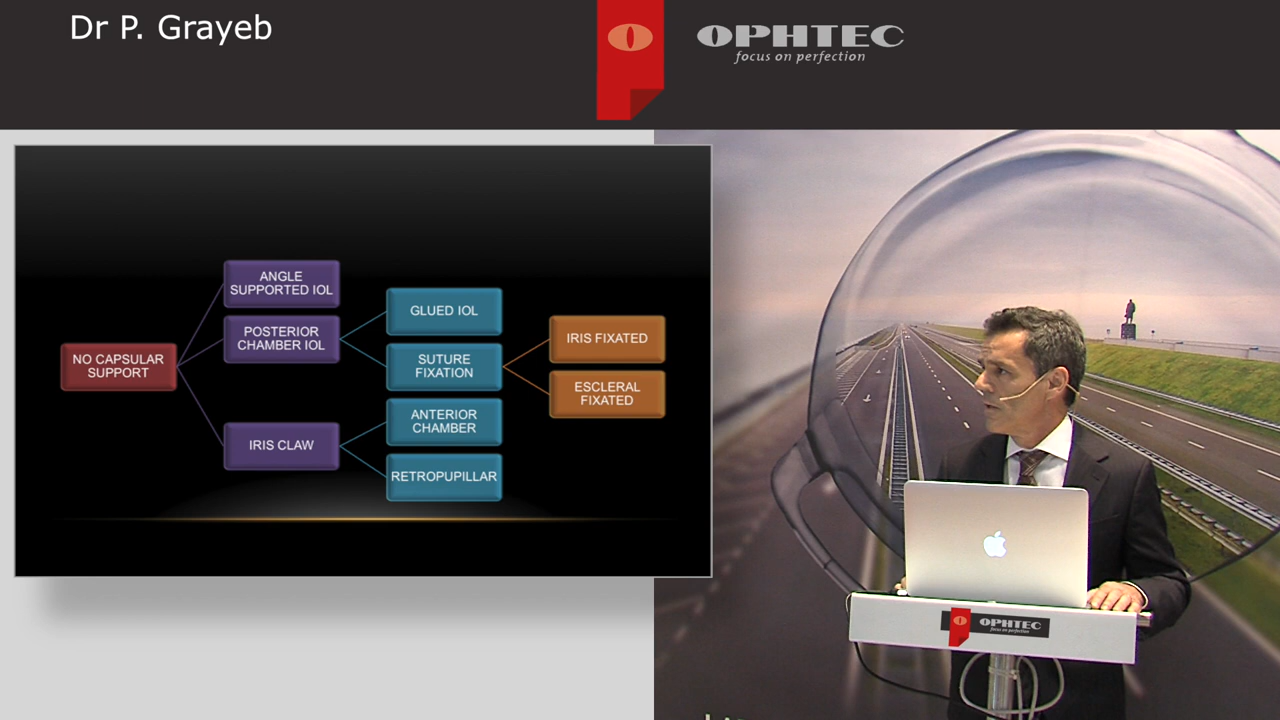 Dr P. Grayeb
OPHTEC
focus on perfection
NO CAPSULAR
SUPPORT
ANGLE
SUPPORTED IOL
POSTERIOR
CHAMBER IOL
IRIS CLAW
GLUED IOL
SUTURE
FIXATION
ANTERIOR
CHAMBER
RETROPUPILLAR
IRIS FIXATED
ESCLERAL
FIXATED
OPHTEC
focus on perfection